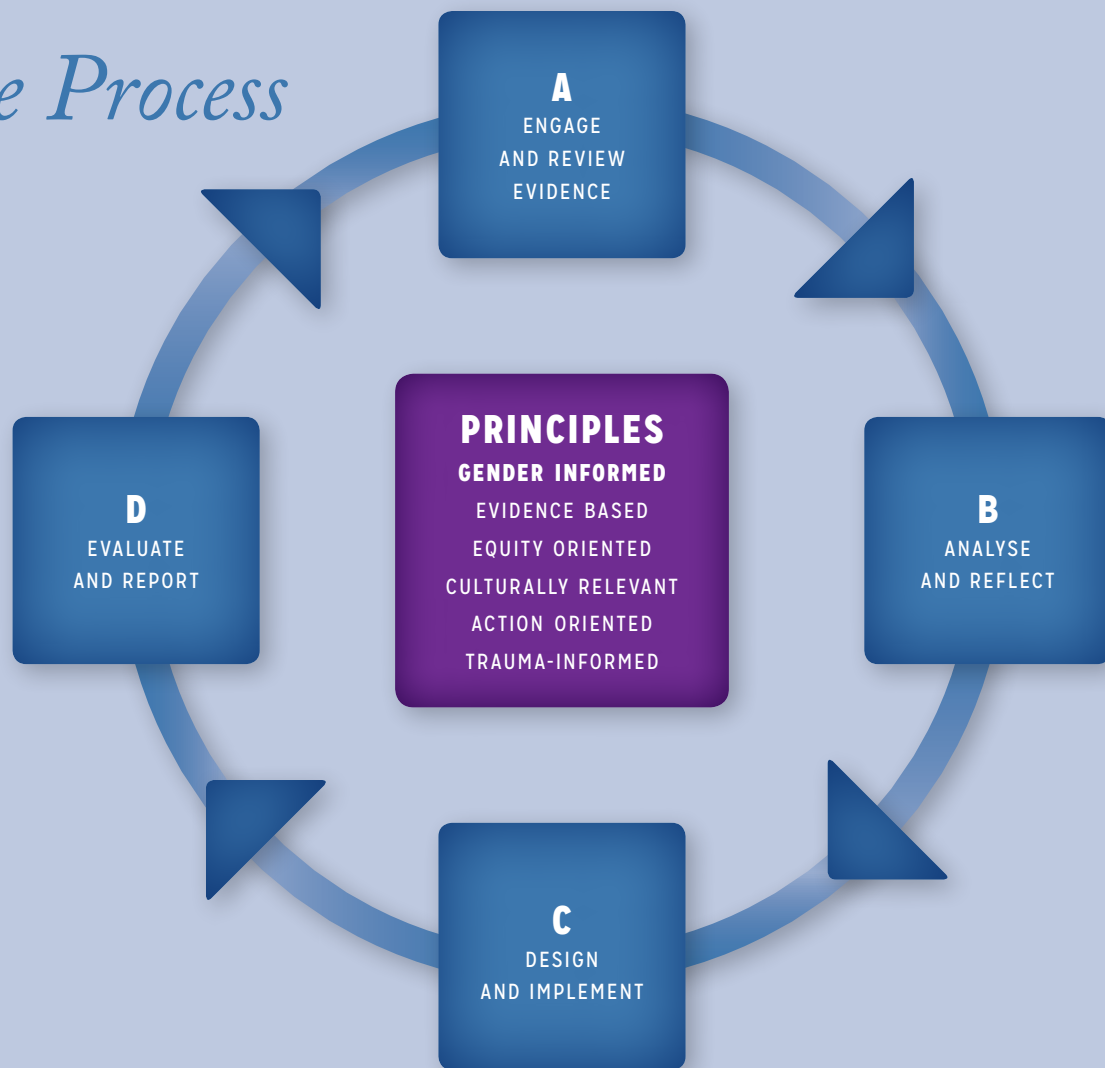 e Process
A
ENGAGE
AND REVIEW
EVIDENCE
PRINCIPLES
GENDER INFORMED
EVIDENCE BASED
EQUITY ORIENTED
CULTURALLY RELEVANT
ACTION ORIENTED
TRAUMA-INFORMED
D
EVALUATE
AND REPORT
B
ANALYSE
AND REFLECT
C
DESIGN
AND IMPLEMENT